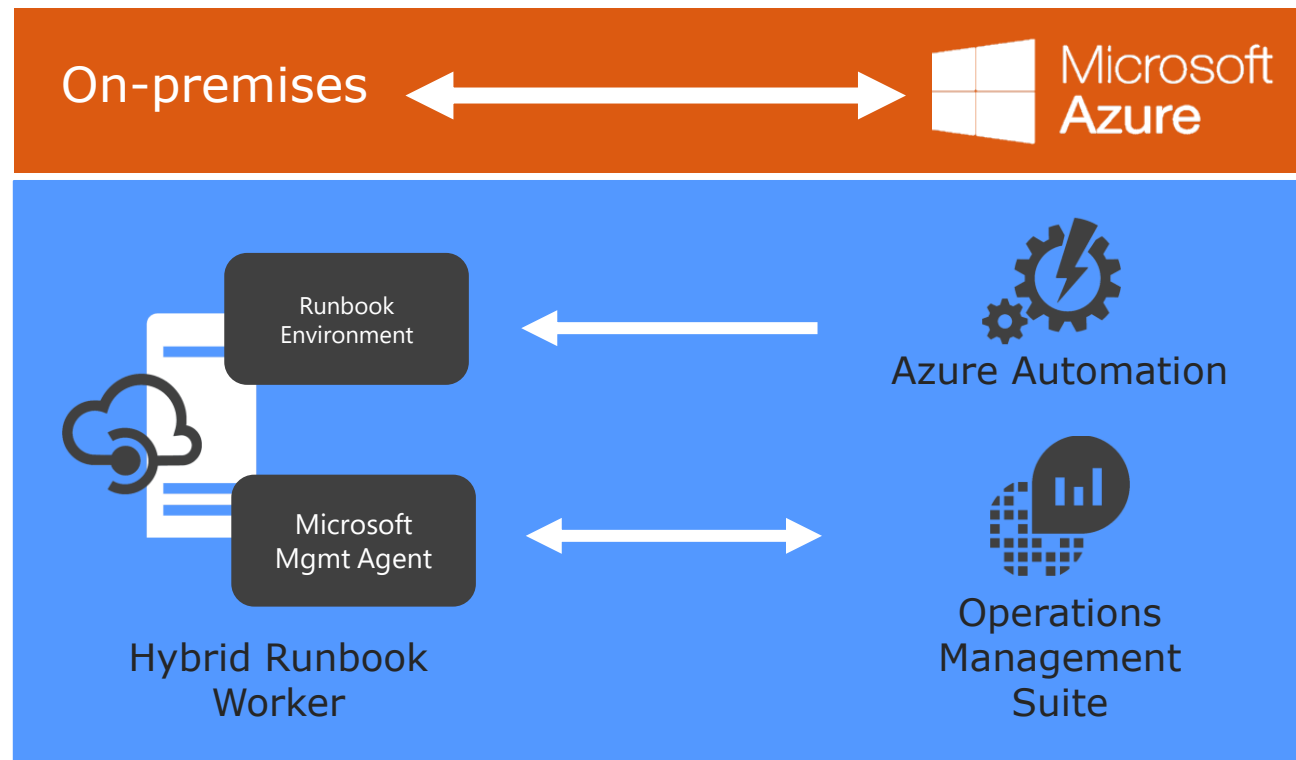 On-premises
Microsoft
Azure
Runbook
Environment
Azure Automation
Microsoft
Mgmt Agent
Hybrid Runbook
Worker
Operations
Management
Suite